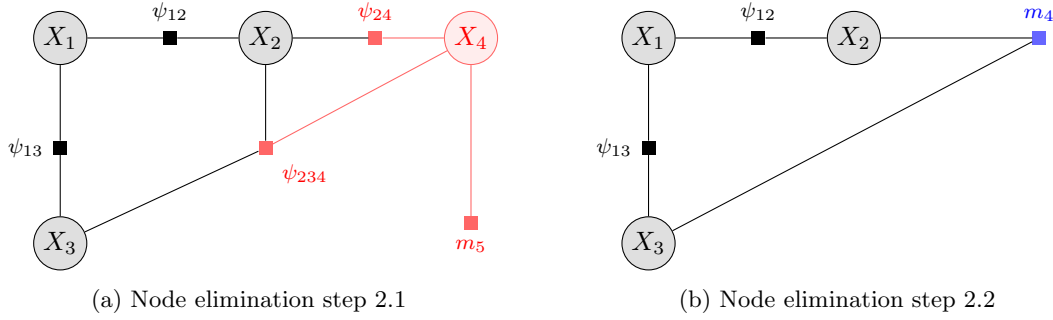 ψ₁₂
ψ₂₄
X₁
X₂
X₄
ψ₁₃
ψ₂₃₄
X₃
m₅
(a) Node elimination step 2.1
ψ₁₂
m₄
X₁
X₂
ψ₁₃
X₃
(b) Node elimination step 2.2